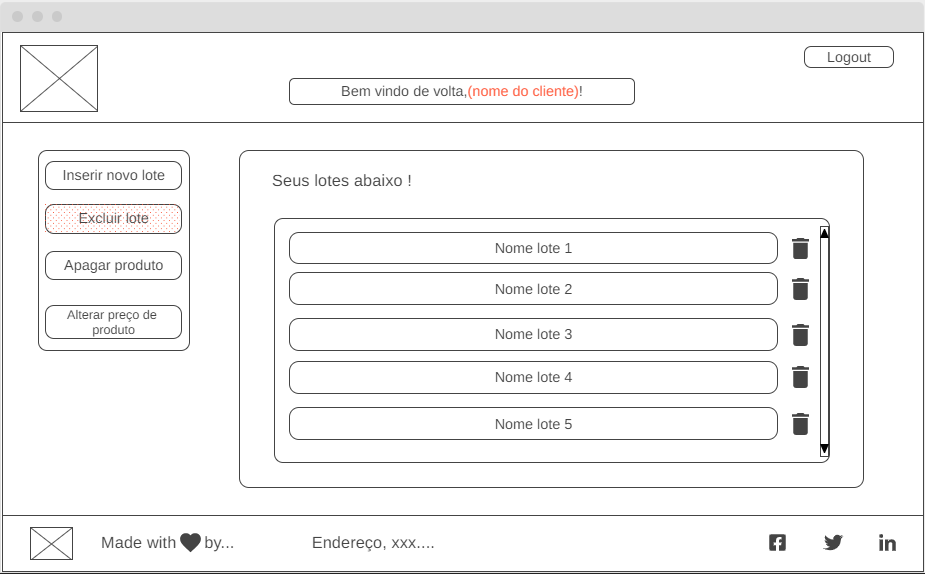 Logout
Bem vindo de volta,(nome do cliente)!
Inserir novo lote
Excluir lote
Apagar produto
Alterar preço de
produto
Seus lotes abaixo !
Nome lote 1
Nome lote 2
Nome lote 3
Nome lote 4
Nome lote 5
Made with by...
Endereço, xxx....